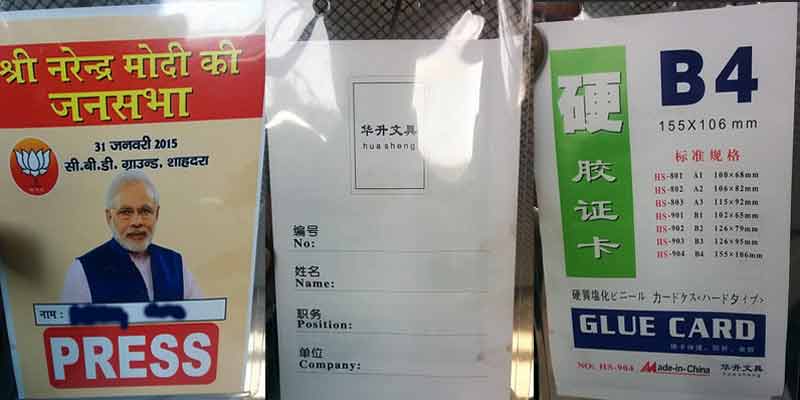 श्री नरेन्द्र मोदी की
जनसभा
31 जनवरी 2015
सी.बी.डी. ग्राउन्ड, शाहदरा
नाम :
PRESS
华升文具
huasheng
编号
No:
姓名
Name:
职务
Position:
单位
Company:
硬胶证卡
B4
155X106mm
标准规格
HS-801 A1 100×68mm
HS-802 A2 106×82mm
HS-803 A3 115×92mm
HS-901 B1 102×65mm
HS-902 B2 126×79mm
HS-903 B3 126×95mm
HS-904 B4 155×106mm
硬質塩化ビニール カードケス<ハードタイプ>
GLUE CARD
NO: HS-904 Made-in-China 华升文具
huasheng